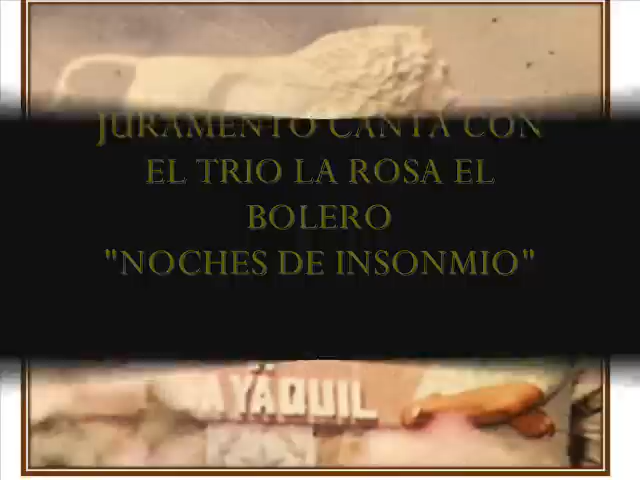 JURAMENTO CANTA CON
EL TRIO LA ROSA EL
BOLERO
"NOCHES DE INSONMIO"
AYAQUIL